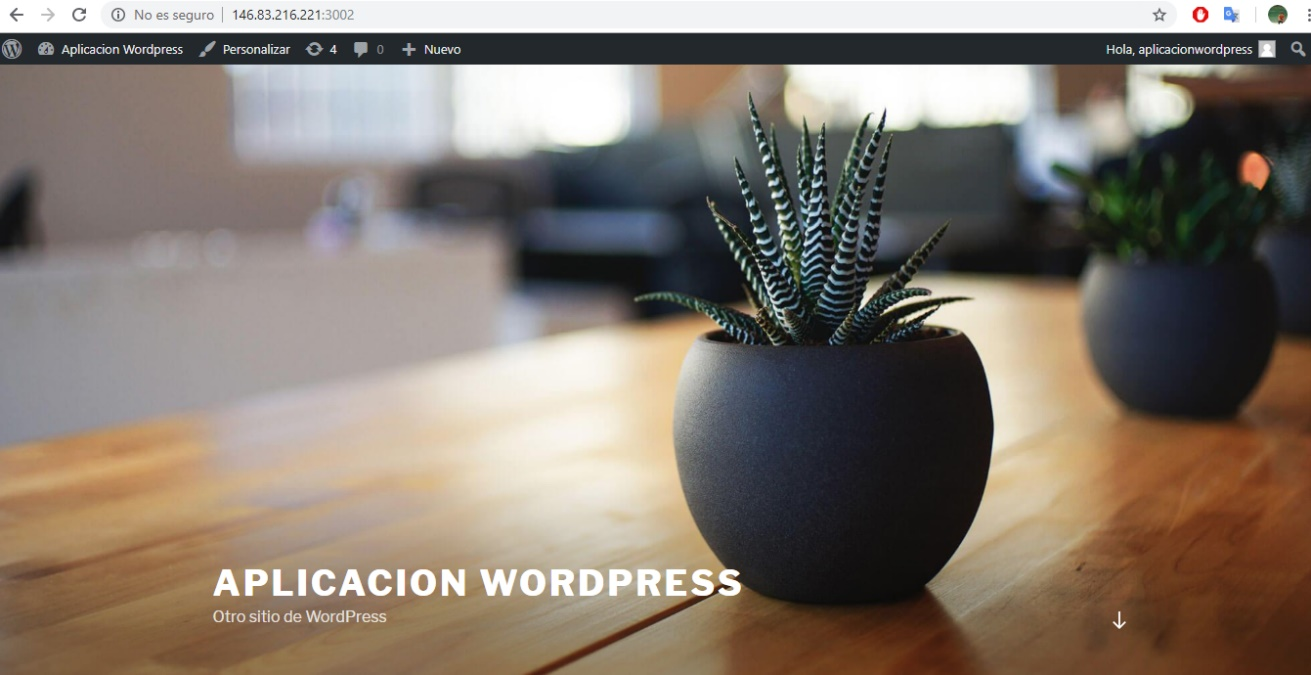 No es seguro 146.83.216.221:3002
Aplicacion Wordpress Personalizar 4 0 Nuevo Hola, aplicacionwordpress
APLICACION WORDPRESS
Otro sitio de WordPress